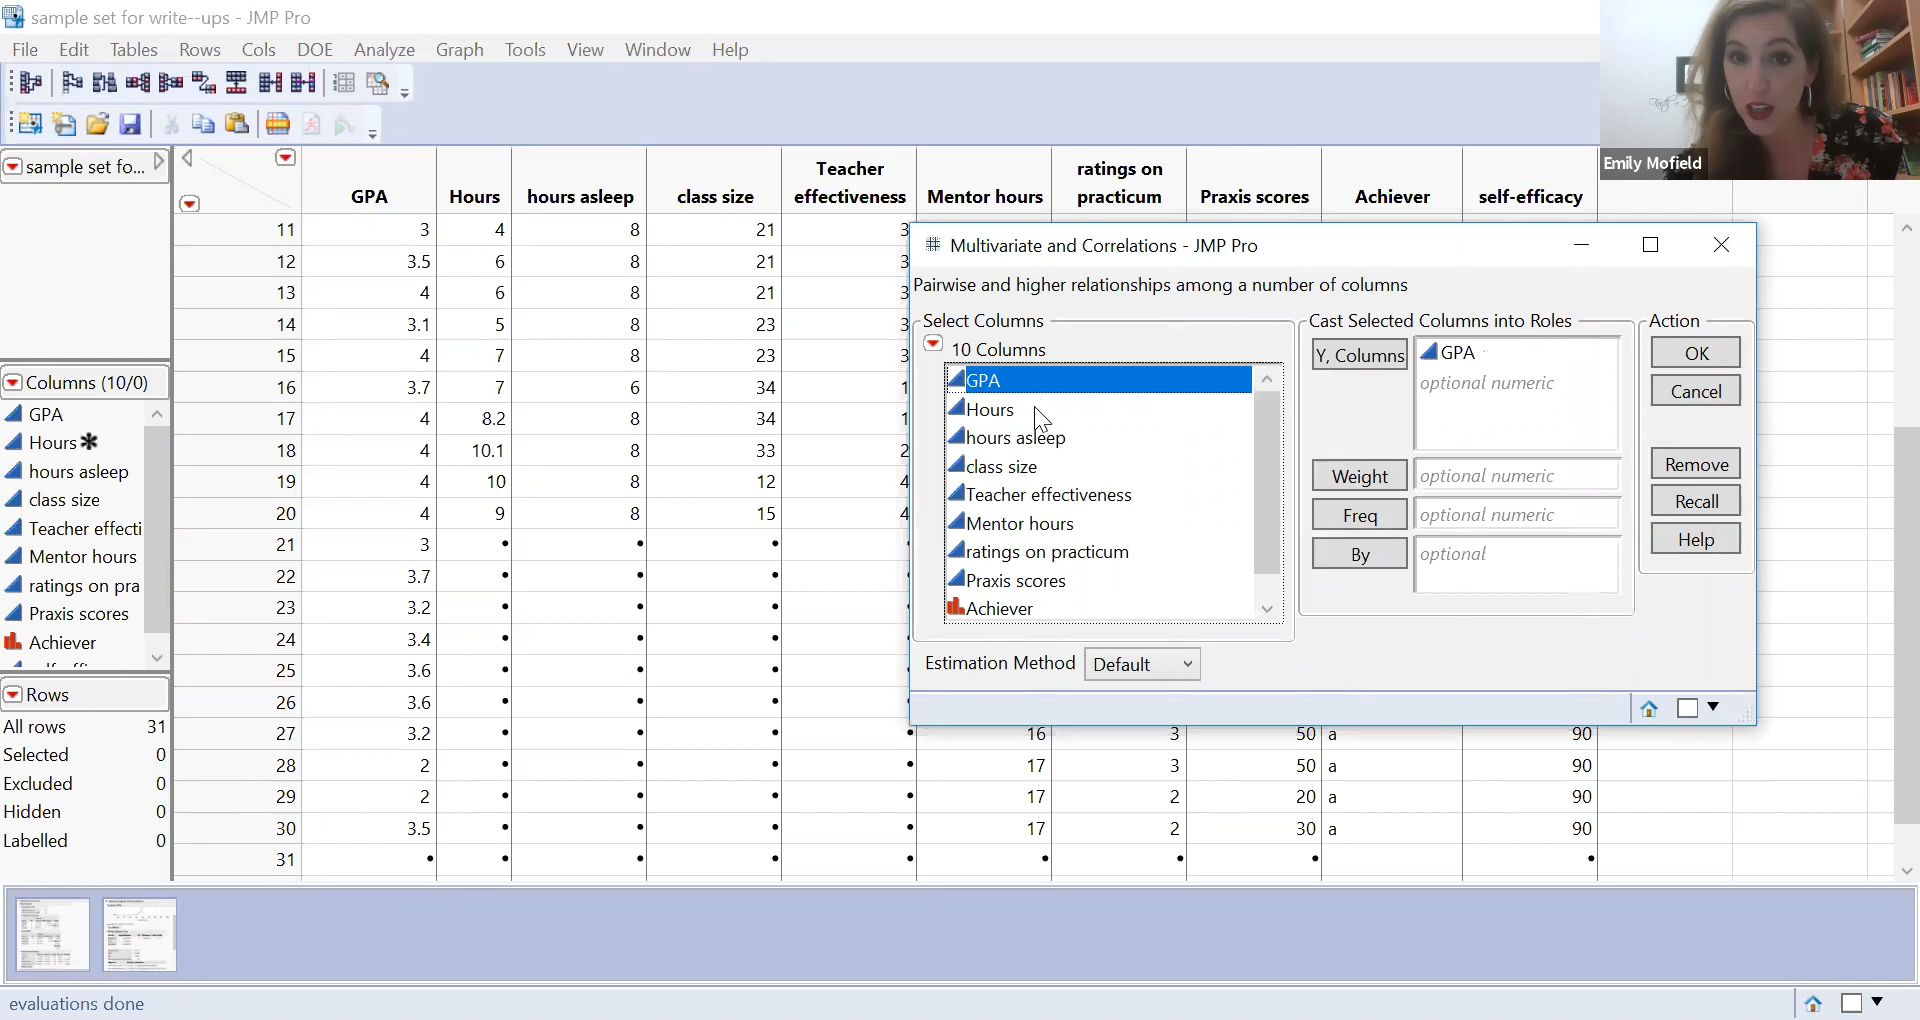 sample set for write--ups - JMP Pro
File Edit Tables Rows Cols DOE Analyze Graph Tools View Window Help
Emily Mofield
sample set fo...
GPA Hours hours asleep class size Teacher effectiveness Mentor hours ratings on practicum Praxis scores Achiever self-efficacy
11 3 4 8 21 3
12 3.5 6 8 21 3
13 4 6 8 21 3
14 3.1 5 8 23 3
15 4 7 8 23 3
16 3.7 7 6 34 1
17 4 8.2 8 34 1
18 4 10.1 8 33 2
19 4 10 8 12 4
20 4 9 8 15 4
21 3 • • • •
22 3.7 • • • •
23 3.2 • • • •
24 3.4 • • • •
25 3.6 • • • •
26 3.6 • • • •
27 3.2 • • • • 16 3 50 a 90
28 2 • • • • 17 3 50 a 90
29 2 • • • • 17 2 20 a 90
30 3.5 • • • • 17 2 30 a 90
31 • • • • • • • • •
Columns (10/0)
GPA
Hours ✱
hours asleep
class size
Teacher effecti
Mentor hours
ratings on pra
Praxis scores
Achiever
Rows
All rows 31
Selected 0
Excluded 0
Hidden 0
Labelled 0
Multivariate and Correlations - JMP Pro
Pairwise and higher relationships among a number of columns
Select Columns
10 Columns
GPA
Hours
hours asleep
class size
Teacher effectiveness
Mentor hours
ratings on practicum
Praxis scores
Achiever
Estimation Method Default
Cast Selected Columns into Roles
Y, Columns GPA
optional numeric
Weight optional numeric
Freq optional numeric
By optional
Action
OK
Cancel
Remove
Recall
Help
evaluations done